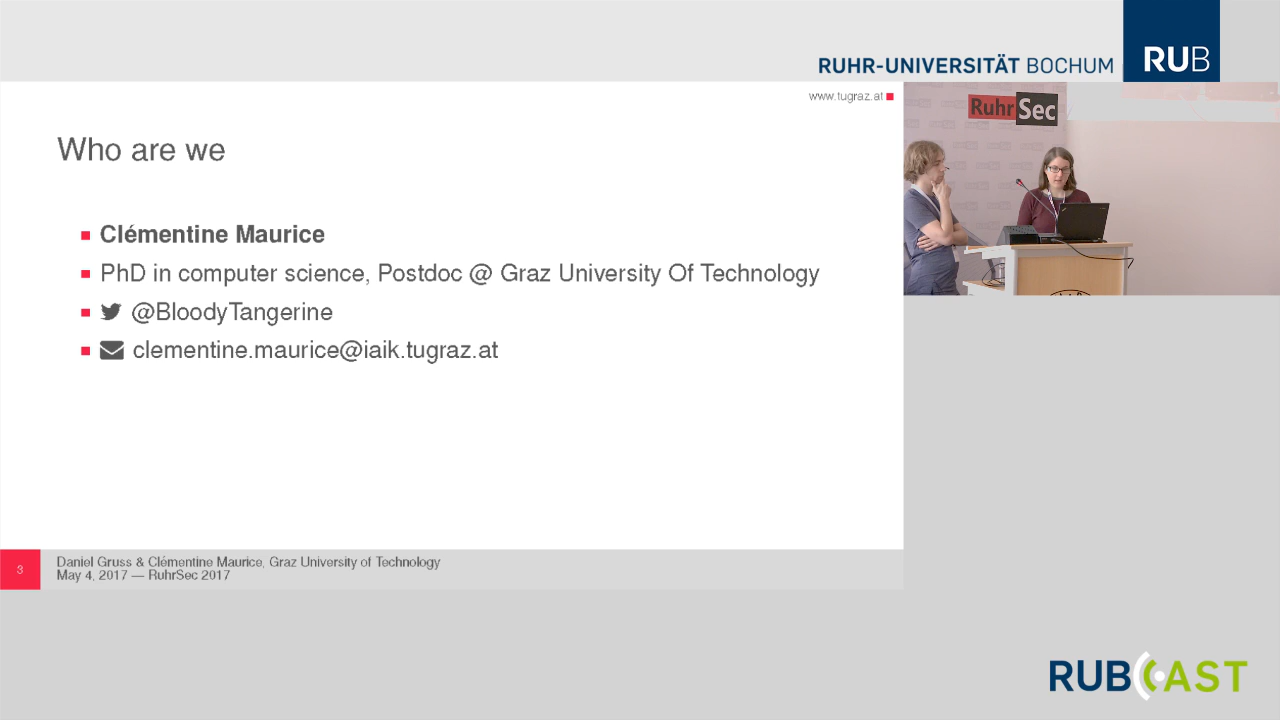 RUHR-UNIVERSITÄT BOCHUM
RUB
www.tugraz.at
RuhrSec
Who are we
Clémentine Maurice
PhD in computer science, Postdoc @ Graz University Of Technology
@BloodyTangerine
clementine.maurice@iaik.tugraz.at
3
Daniel Gruss & Clémentine Maurice, Graz University of Technology
May 4, 2017 — RuhrSec 2017
RUBCAST